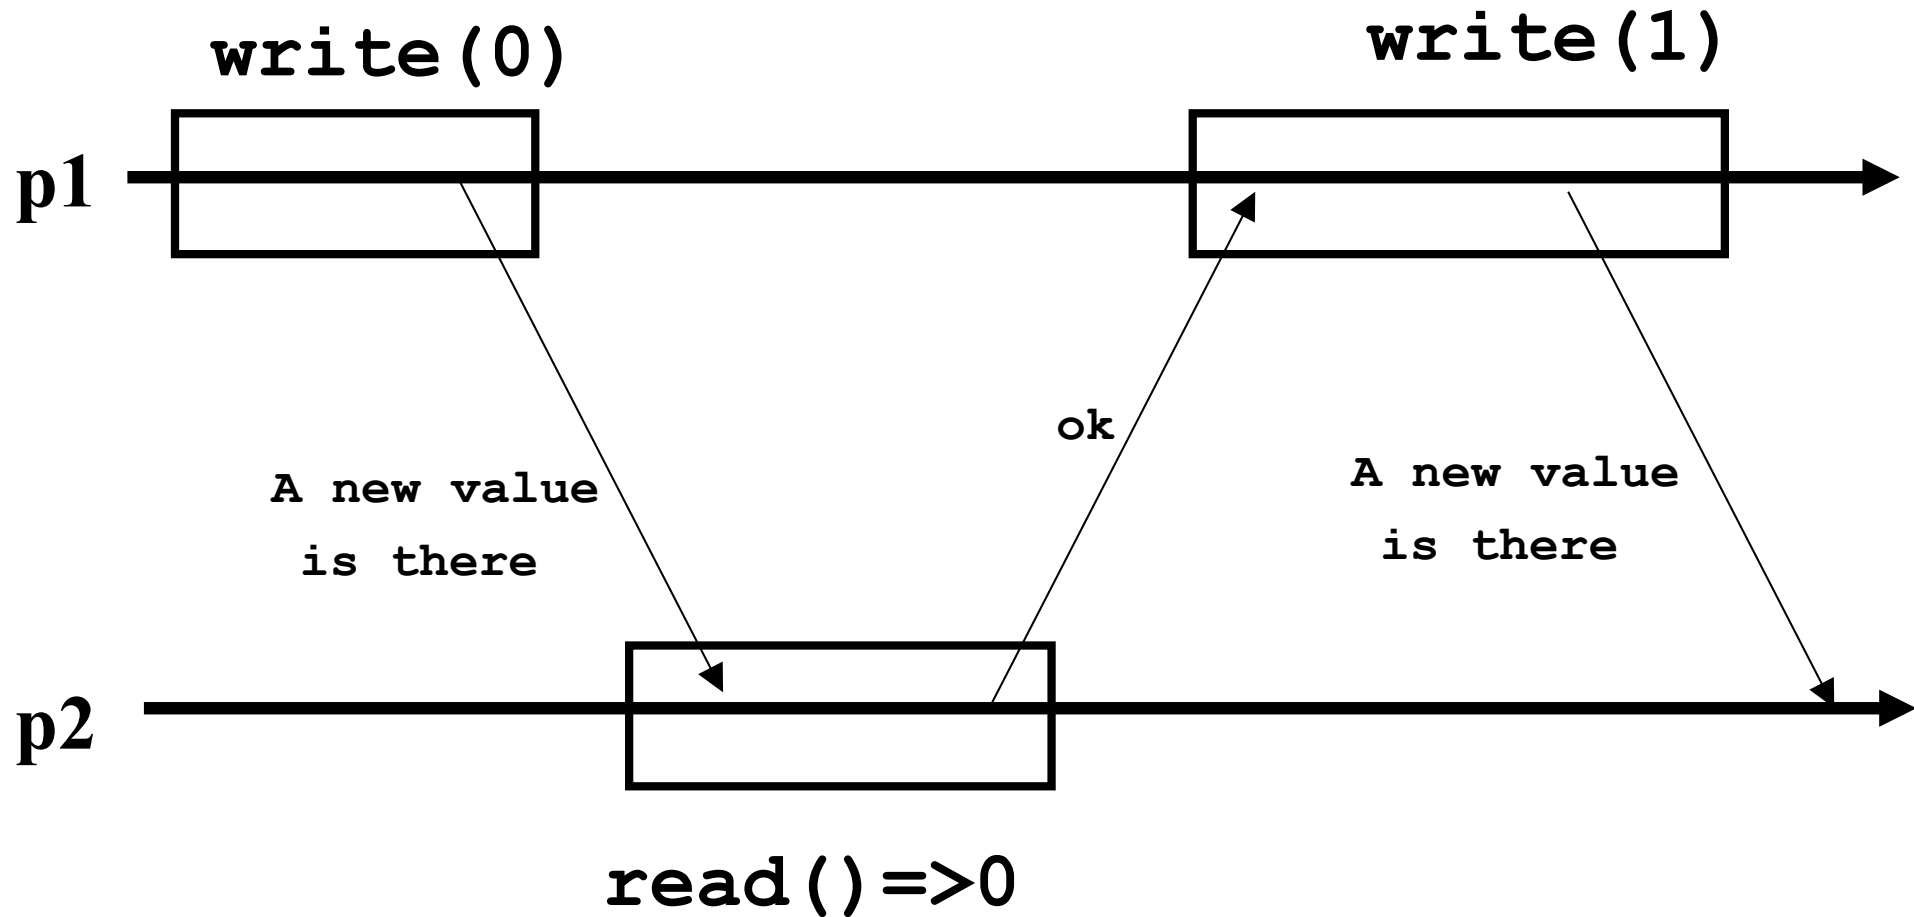 write(0)
write(1)
p1
ok
A new value
is there
A new value
is there
p2
read()=>0